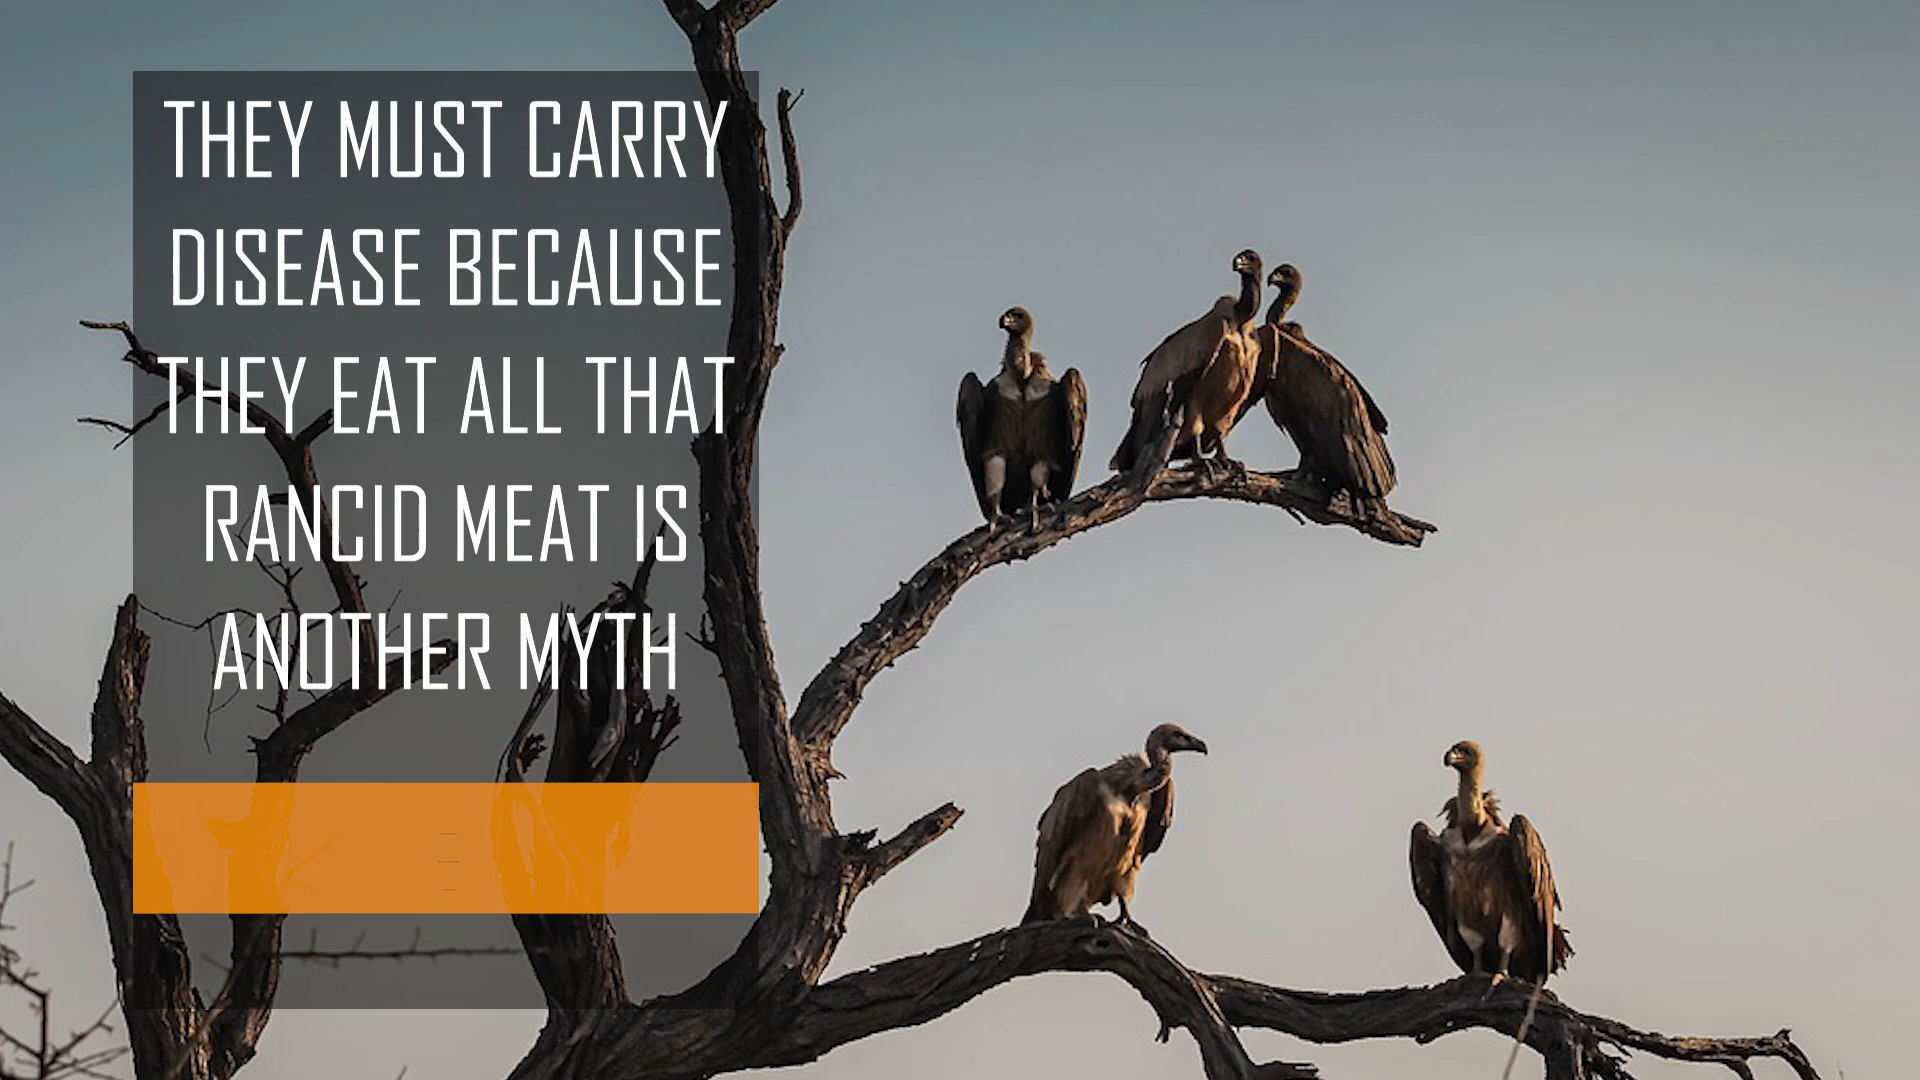 THEY MUST CARRY
DISEASE BECAUSE
THEY EAT ALL THAT
RANCID MEAT IS
ANOTHER MYTH